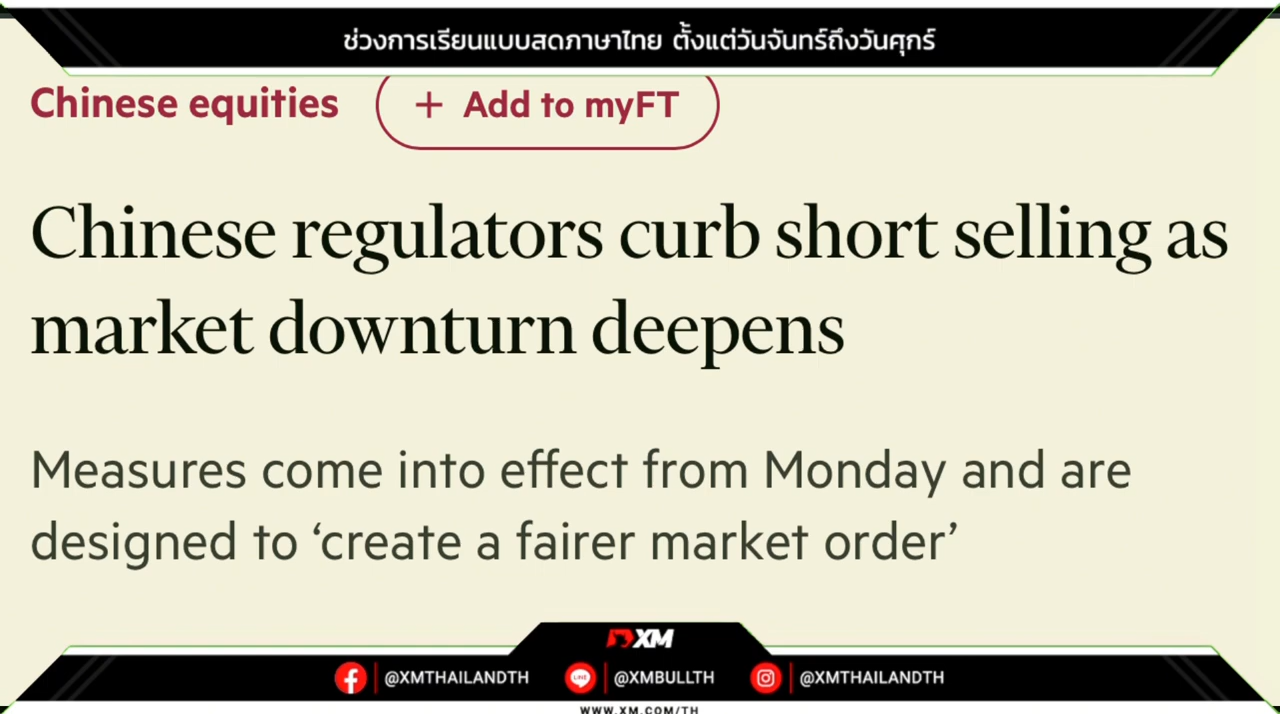 ช่วงการเรียนแบบสดภาษาไทย ตั้งแต่วันจันทร์ถึงวันศุกร์
Chinese equities + Add to myFT
Chinese regulators curb short selling as
market downturn deepens
Measures come into effect from Monday and are
designed to ‘create a fairer market order’
XM
@XMTHAILANDTH LINE @XMBULLTH @XMTHAILANDTH
WWW.XM.COM/TH